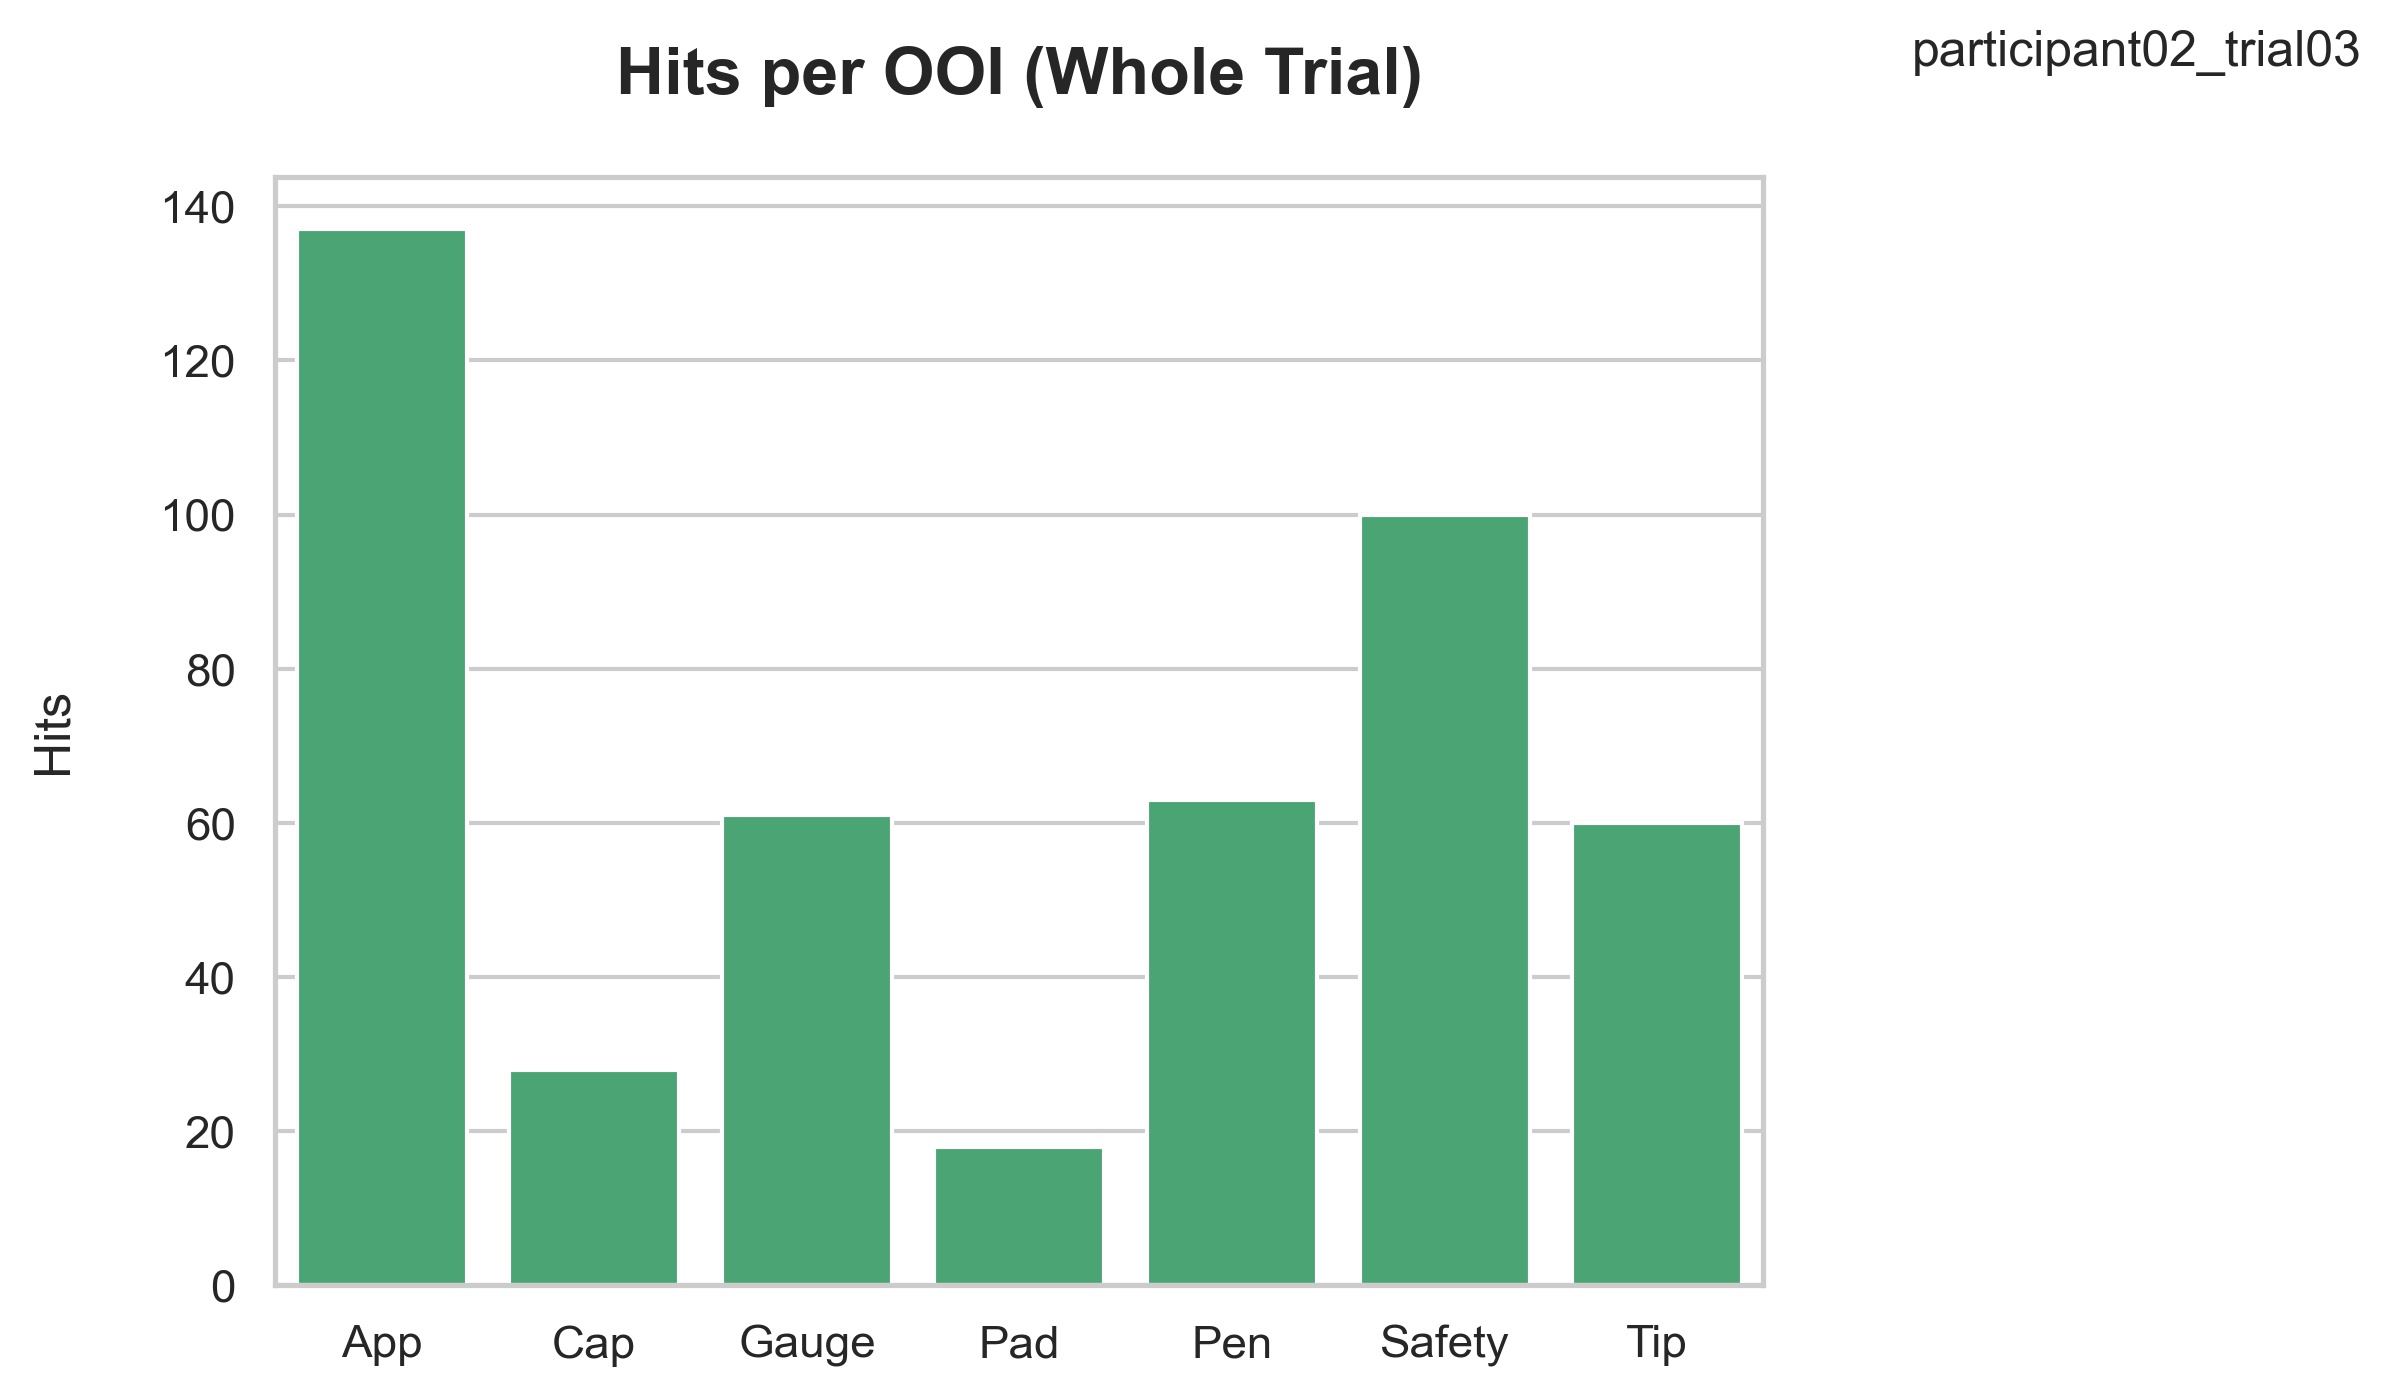 participant02_trial03
Hits per OOI (Whole Trial)
140
120
100
80
60
40
20
0
Hits
App Cap Gauge Pad Pen Safety Tip